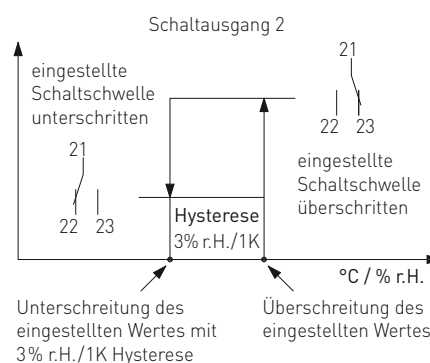 Schaltausgang 2
eingestellte
Schaltschwelle
unterschritten
21
22 23
21
22 23
eingestellte
Schaltschwelle
überschritten
Hysterese
3% r.H./1K
°C / % r.H.
Unterschreitung des
eingestellten Wertes mit
3% r.H./1K Hysterese
Überschreitung des
eingestellten Wertes